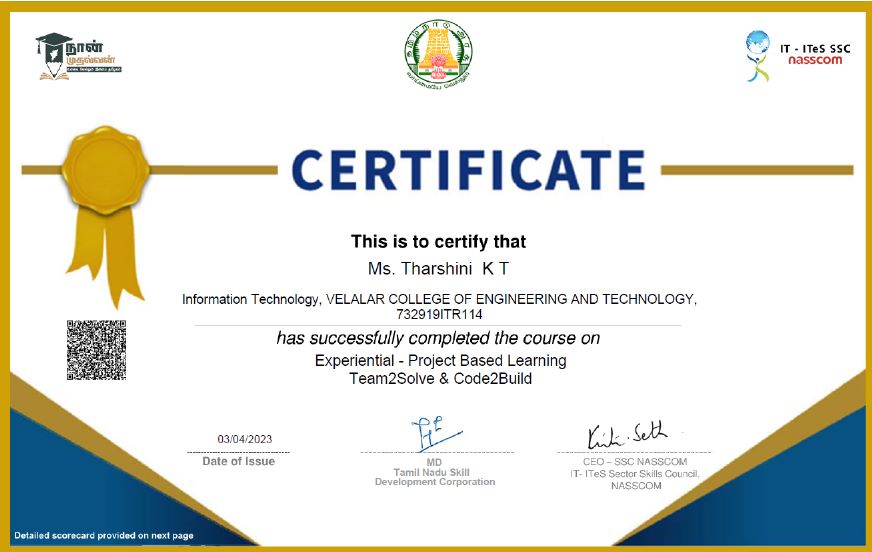 நான்
முதல்வன்
IT - ITeS SSC
nasscom
CERTIFICATE
This is to certify that
Ms. Tharshini K T
Information Technology, VELALAR COLLEGE OF ENGINEERING AND TECHNOLOGY,
732919ITR114
has successfully completed the course on
Experiential - Project Based Learning
Team2Solve & Code2Build
03/04/2023
Date of Issue
MD
Tamil Nadu Skill
Development Corporation
CEO – SSC NASSCOM
IT- ITeS Sector Skills Council,
NASSCOM
Detailed scorecard provided on next page